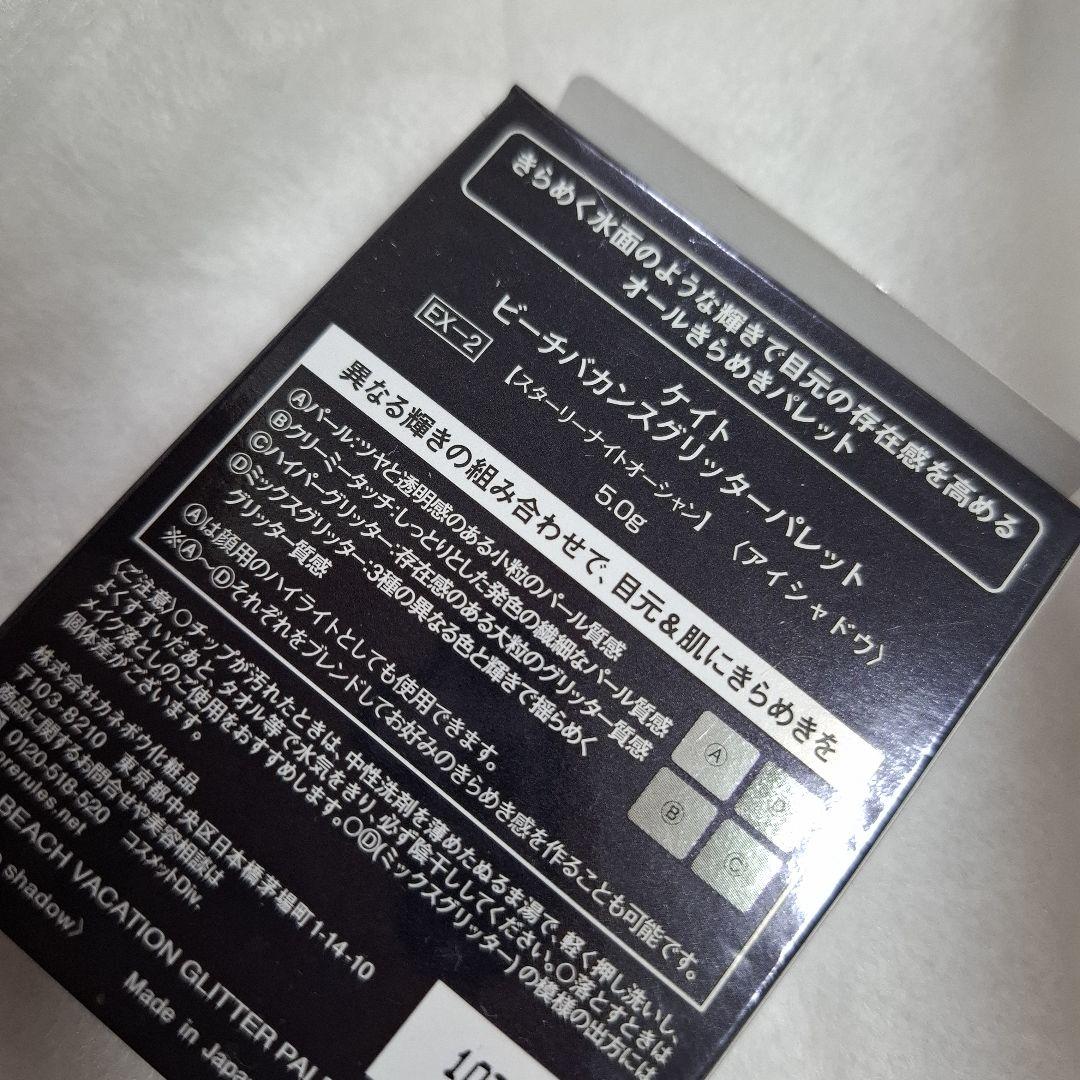 きらめく水面のような輝きで目元の存在感を高める
オールきらめきパレット
ケイト
ビーチバカンスグリッターパレット
EX-2
【スターリーナイトオーシャン】 〈アイシャドウ〉
5.0g
異なる輝きの組み合わせで、目元&肌にきらめきを
Ⓐパール:ツヤと透明感のある小粒のパール質感
Ⓑクリーミータッチ:しっとりとした発色の繊細なパール質感
Ⓒハイパーグリッター:存在感のある大粒のグリッター質感
Ⓓミックスグリッター:3種の異なる色と輝きで揺らめく
グリッター質感
Ⓐ
D
Ⓑ
Ⓒ
Ⓐは顔用のハイライトとしても使用できます。
※Ⓐ~Ⓓそれぞれをブレンドしてお好みのきらめき感を作ることも可能です。
〈ご注意〉○チップが汚れたときは、中性洗剤を薄めたぬるま湯で、軽く押し洗いし、
よくすすいだあと、タオル等で水気をきり、必ず陰干ししてください。○落とすときは
メイク落としのご使用をおすすめします。○Ⓓ(ミックスグリッター)の模様の出方には
個体差がございます。
株式会社カネボウ化粧品
〒103-8210 東京都中央区日本橋茅場町1-14-10
商品に関するお問合せや美容相談は
0120-518-520 コスメットDiv.
orerules.net
BEACH VACATION GLITTER PAL
shadow〉
Made in Japa
107